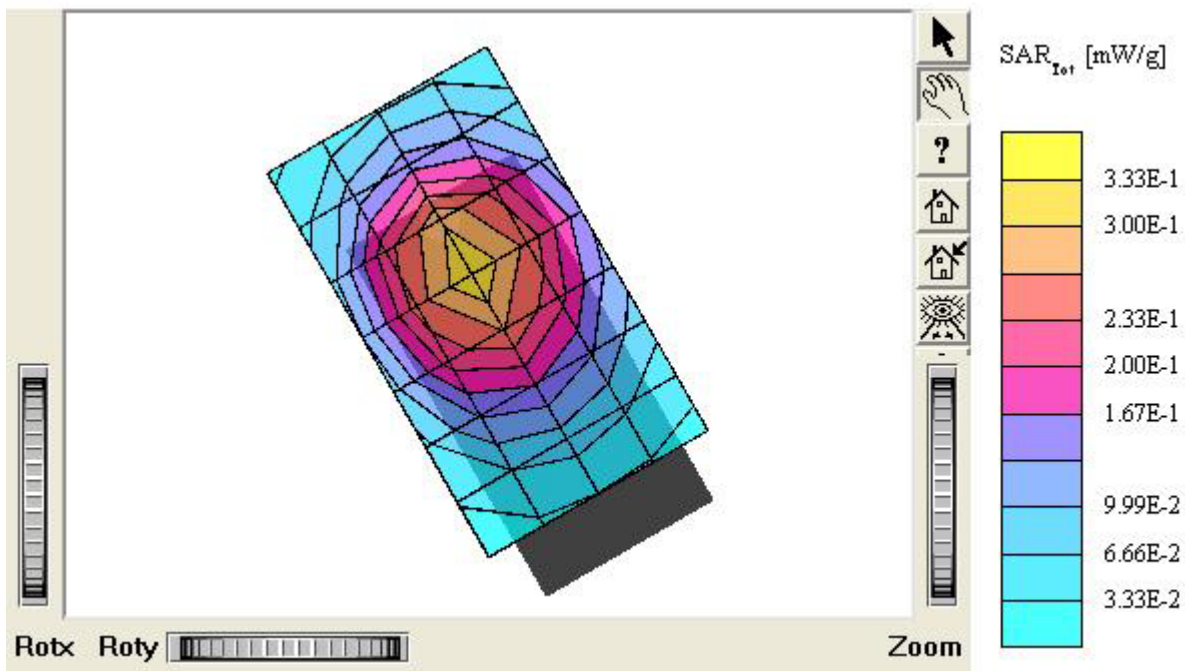 SAR_Tot [mW/g]
?
3.33E-1
3.00E-1
2.33E-1
2.00E-1
1.67E-1
9.99E-2
6.66E-2
3.33E-2
Rotx Roty Zoom